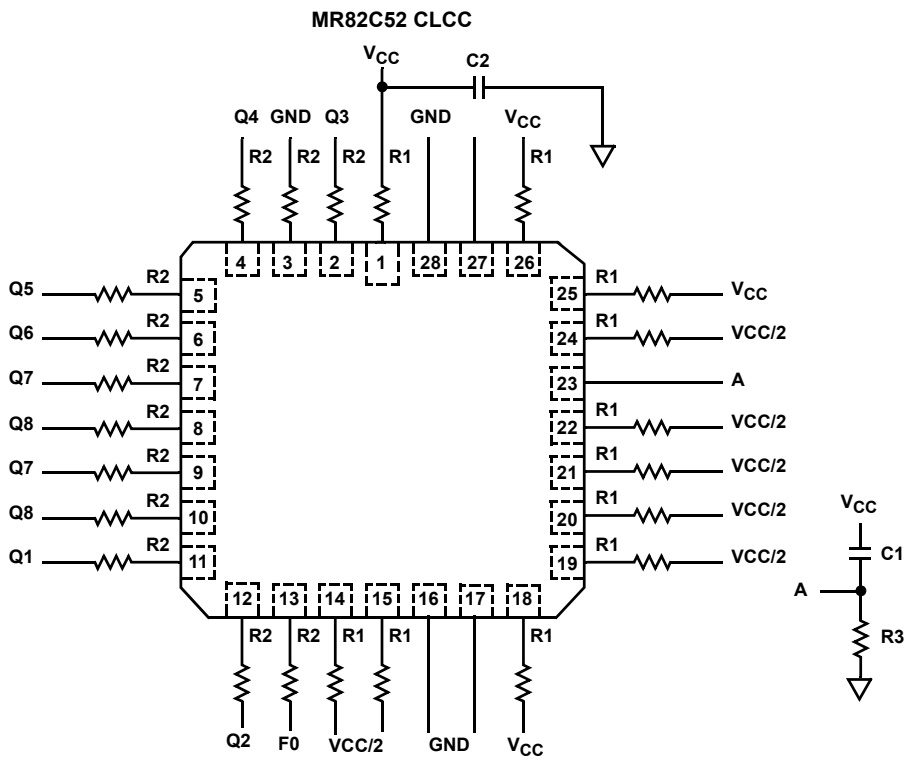 MR82C52 CLCC
VCC C2
Q4 GND Q3 GND VCC
R2 R2 R2 R1 R1
4 3 2 1 28 27 26
Q5 R2 5 25 R1 VCC
Q6 R2 6 24 R1 VCC/2
Q7 R2 7 23 A
Q8 R2 8 22 R1 VCC/2
Q7 R2 9 21 R1 VCC/2
Q8 R2 10 20 R1 VCC/2
Q1 R2 11 19 R1 VCC/2
VCC
C1
A
R3
12 13 14 15 16 17 18
R2 R2 R1 R1 R1
Q2 F0 VCC/2 GND VCC